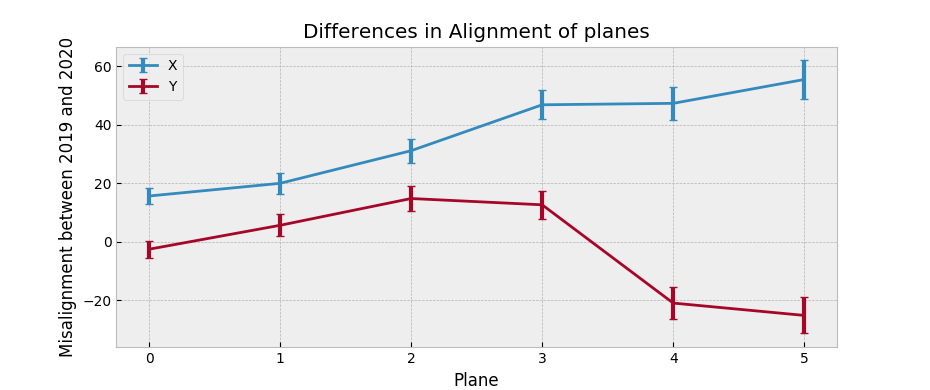 Differences in Alignment of planes
Misalignment between 2019 and 2020
X
Y
60
40
20
0
−20
0 1 2 3 4 5
Plane